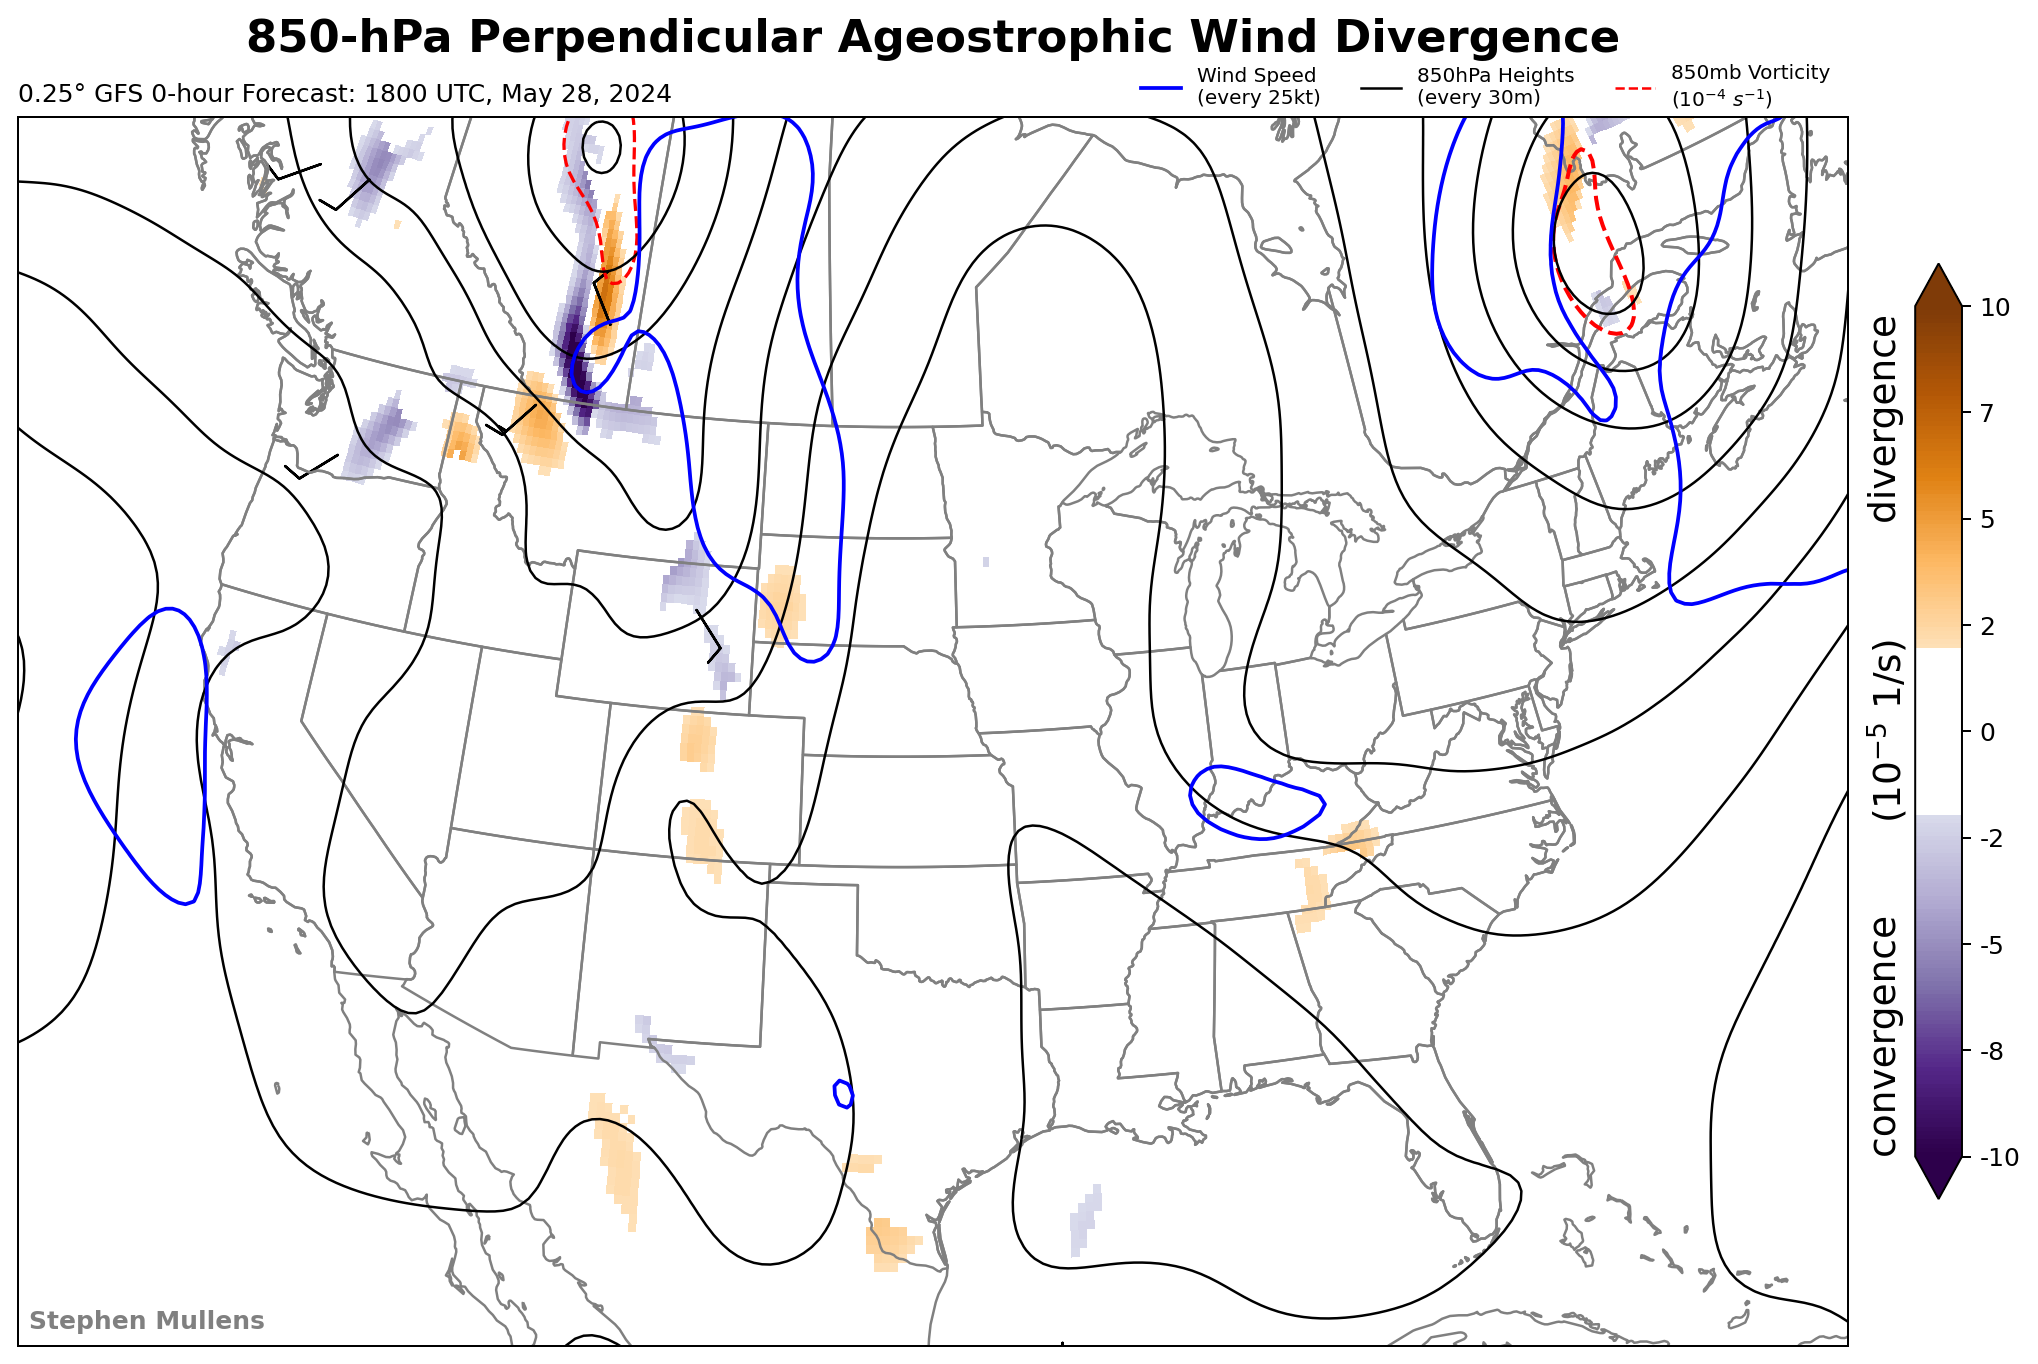 850-hPa Perpendicular Ageostrophic Wind Divergence
0.25° GFS 0-hour Forecast: 1800 UTC, May 28, 2024
Wind Speed
(every 25kt)
850hPa Heights
(every 30m)
850mb Vorticity
(10⁻⁴ s⁻¹)
10
7
5
2
0
-2
-5
-8
-10
convergence (10⁻⁵ 1/s) divergence
Stephen Mullens